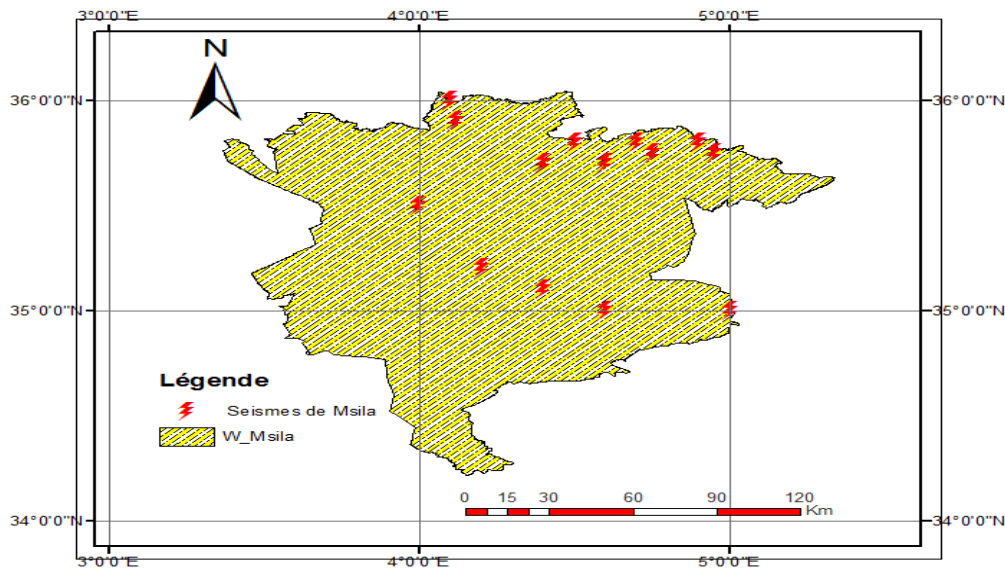 3°0'0"E 4°0'0"E 5°0'0"E
N
36°0'0"N 36°0'0"N
35°0'0"N 35°0'0"N
Légende
Seismes de Msila
W_Msila
0 15 30 60 90 120
Km
34°0'0"N 34°0'0"N
3°0'0"E 4°0'0"E 5°0'0"E